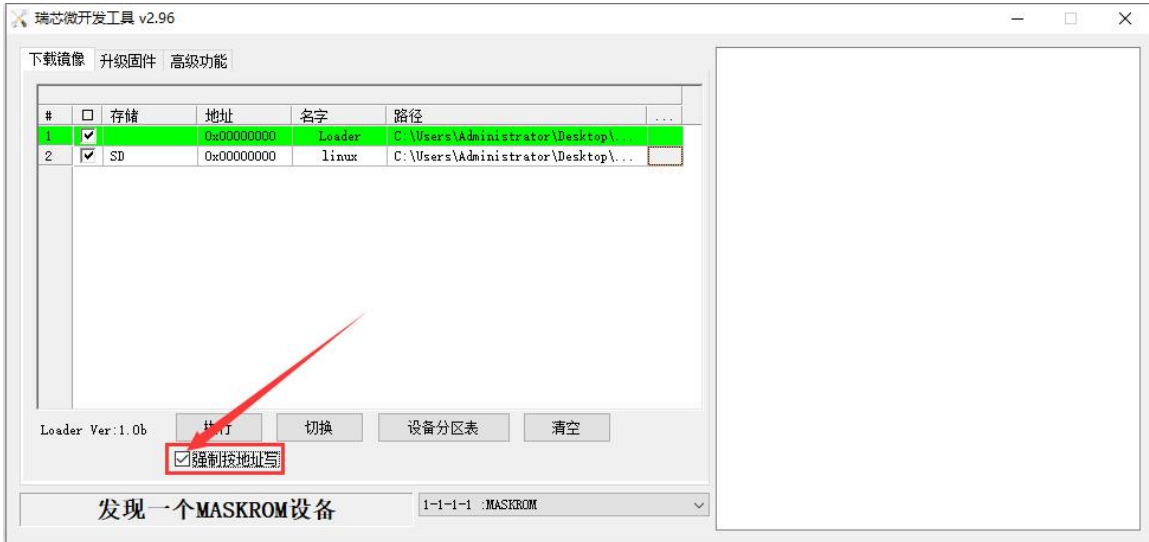 瑞芯微开发工具 v2.96
下载镜像 升级固件 高级功能
# 存储 地址 名字 路径 ...
1 0x00000000 Loader C:\Users\Administrator\Desktop\...
2 SD 0x00000000 linux C:\Users\Administrator\Desktop\...
Loader Ver:1.0b 执行 切换 设备分区表 清空
强制按地址写
发现一个MASKROM设备 1-1-1-1 :MASKROM